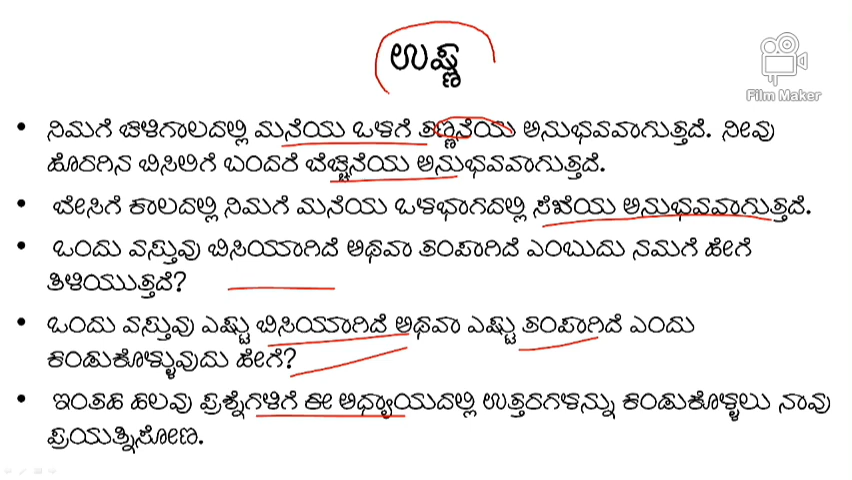 ಉಷ್ಣ
Film Maker
• ನಿಮಗೆ ಚಳಿಗಾಲದಲ್ಲಿ ಮನೆಯ ಒಳಗೆ ತಣ್ಣನೆಯ ಅನುಭವವಾಗುತ್ತದೆ. ನೀವು
ಹೊರಗಿನ ಬಿಸಿಲಿಗೆ ಬಂದರೆ ಬೆಚ್ಚನೆಯ ಅನುಭವವಾಗುತ್ತದೆ.
• ಬೇಸಿಗೆ ಕಾಲದಲ್ಲಿ ನಿಮಗೆ ಮನೆಯ ಒಳಭಾಗದಲ್ಲಿ ಸೆಖೆಯ ಅನುಭವವಾಗುತ್ತದೆ.
• ಒಂದು ವಸ್ತುವು ಬಿಸಿಯಾಗಿದೆ ಅಥವಾ ತಂಪಾಗಿದೆ ಎಂಬುದು ನಮಗೆ ಹೇಗೆ
ತಿಳಿಯುತ್ತದೆ?
• ಒಂದು ವಸ್ತುವು ಎಷ್ಟು ಬಿಸಿಯಾಗಿದೆ ಅಥವಾ ಎಷ್ಟು ತಂಪಾಗಿದೆ ಎಂದು
ಕಂಡುಕೊಳ್ಳುವುದು ಹೇಗೆ?
• ಇಂತಹ ಹಲವು ಪ್ರಶ್ನೆಗಳಿಗೆ ಈ ಅಧ್ಯಾಯದಲ್ಲಿ ಉತ್ತರಗಳನ್ನು ಕಂಡುಕೊಳ್ಳಲು ನಾವು
ಪ್ರಯತ್ನಿಸೋಣ.